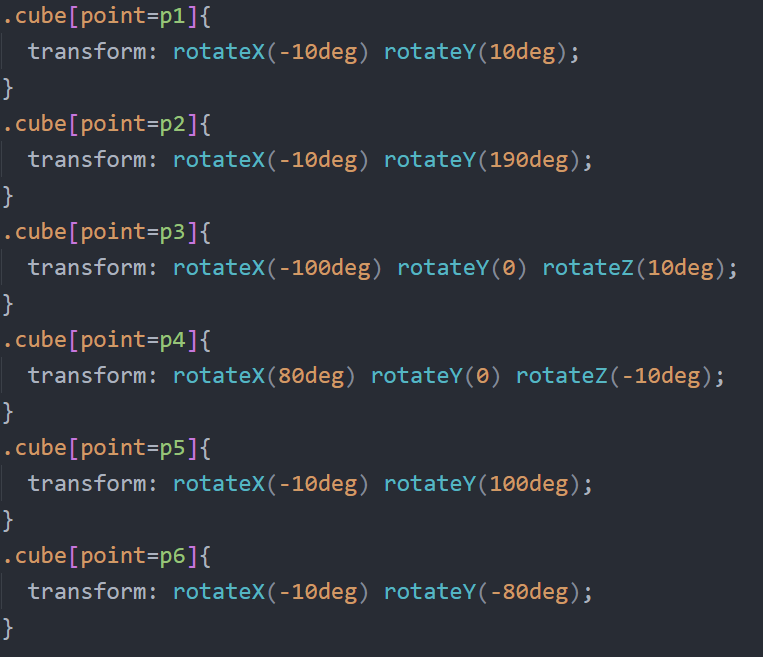 .cube[point=p1]{
  transform: rotateX(-10deg) rotateY(10deg);
}
.cube[point=p2]{
  transform: rotateX(-10deg) rotateY(190deg);
}
.cube[point=p3]{
  transform: rotateX(-100deg) rotateY(0) rotateZ(10deg);
}
.cube[point=p4]{
  transform: rotateX(80deg) rotateY(0) rotateZ(-10deg);
}
.cube[point=p5]{
  transform: rotateX(-10deg) rotateY(100deg);
}
.cube[point=p6]{
  transform: rotateX(-10deg) rotateY(-80deg);
}